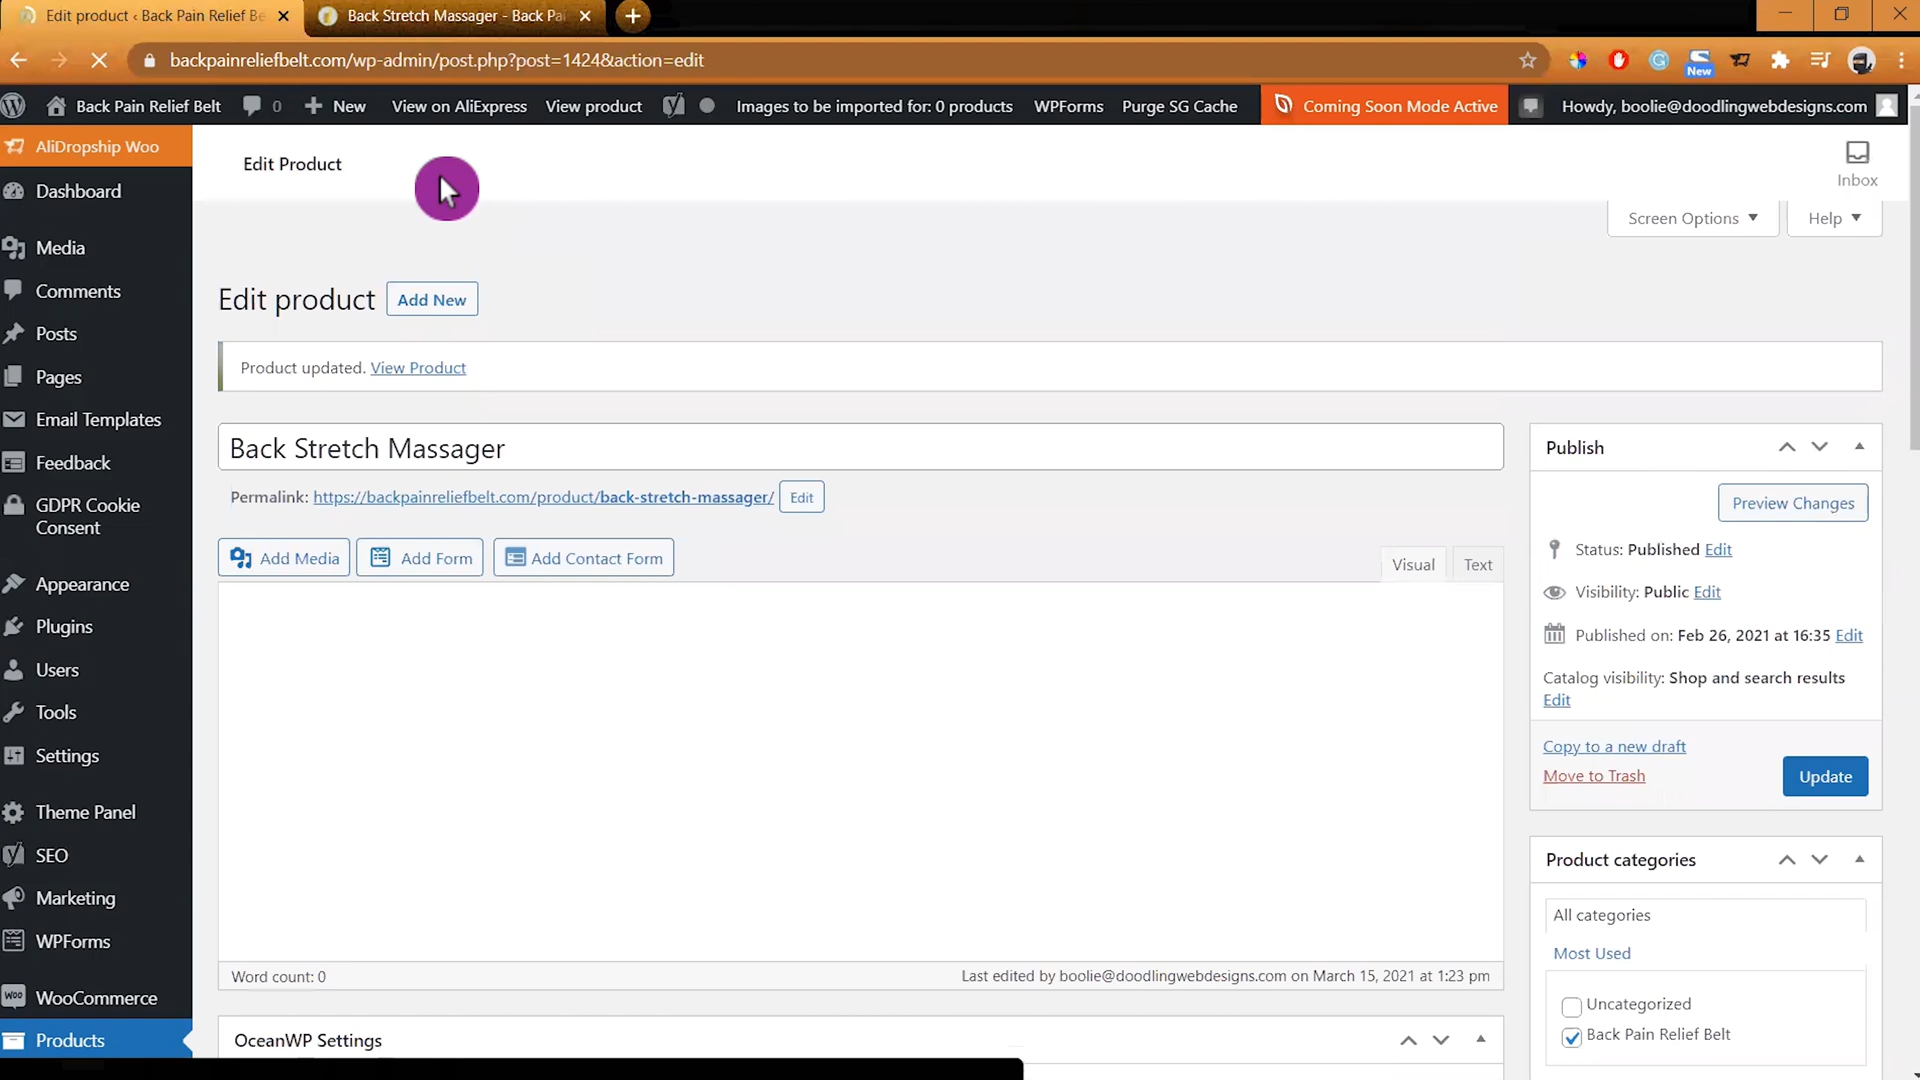 Edit product ‹ Back Pain Relief Be
Back Stretch Massager - Back Pa
backpainreliefbelt.com/wp-admin/post.php?post=1424&action=edit
New
Back Pain Relief Belt
0
New
View on AliExpress
View product
Images to be imported for: 0 products
WPForms
Purge SG Cache
Coming Soon Mode Active
Howdy, boolie@doodlingwebdesigns.com
AliDropship Woo
Dashboard
Media
Comments
Posts
Pages
Email Templates
Feedback
GDPR Cookie
Consent
Appearance
Plugins
Users
Tools
Settings
Theme Panel
SEO
Marketing
WPForms
WooCommerce
Products
Edit Product
Inbox
Screen Options
Help
Edit product
Add New
Product updated. View Product
Back Stretch Massager
Permalink: https://backpainreliefbelt.com/product/back-stretch-massager/ Edit
Add Media
Add Form
Add Contact Form
Visual
Text
Word count: 0
Last edited by boolie@doodlingwebdesigns.com on March 15, 2021 at 1:23 pm
OceanWP Settings
Publish
Preview Changes
Status: Published Edit
Visibility: Public Edit
Published on: Feb 26, 2021 at 16:35 Edit
Catalog visibility: Shop and search results
Edit
Copy to a new draft
Move to Trash
Update
Product categories
All categories
Most Used
Uncategorized
Back Pain Relief Belt